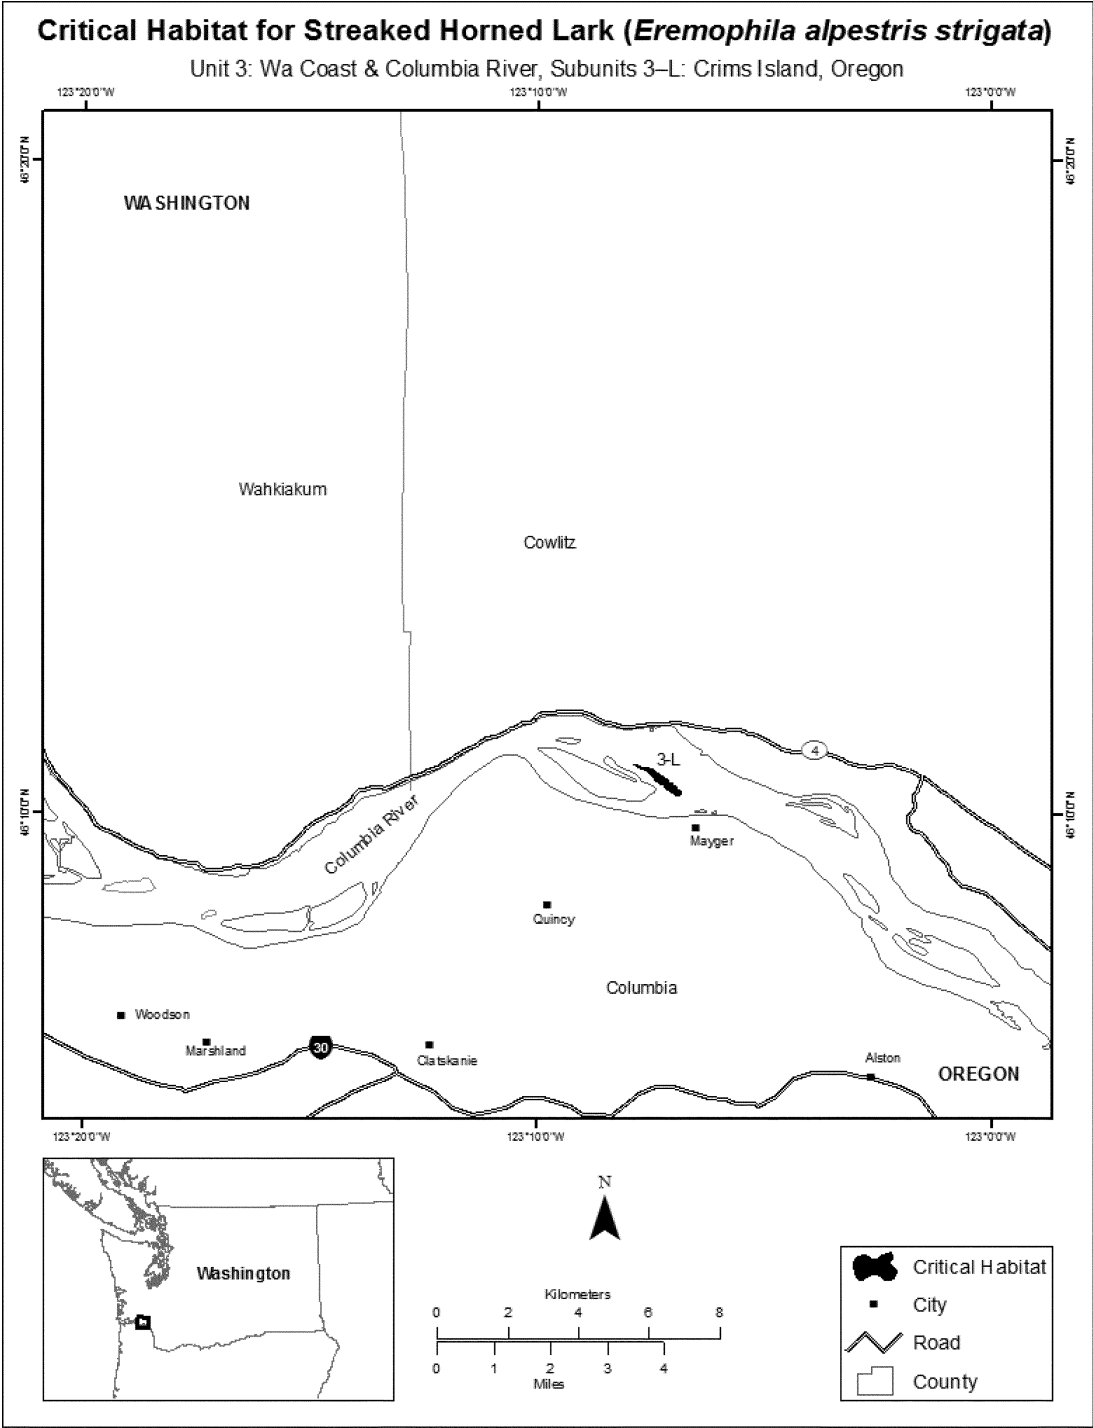 Critical Habitat for Streaked Horned Lark (Eremophila alpestris strigata)
Unit 3: Wa Coast & Columbia River, Subunits 3–L: Crims Island, Oregon
123°20'0"W 123°10'0"W 123°0'0"W
46°20'0"N 46°20'0"N
WASHINGTON
Wahkiakum
Cowlitz
3-L
4
Columbia River
46°10'0"N 46°10'0"N
Mayger
Quincy
Columbia
Woodson
Marshland
30
Clatskanie
Alston
OREGON
123°20'0"W 123°10'0"W 123°0'0"W
Washington
N
Kilometers
0 2 4 6 8
0 1 2 3 4
Miles
Critical Habitat
City
Road
County